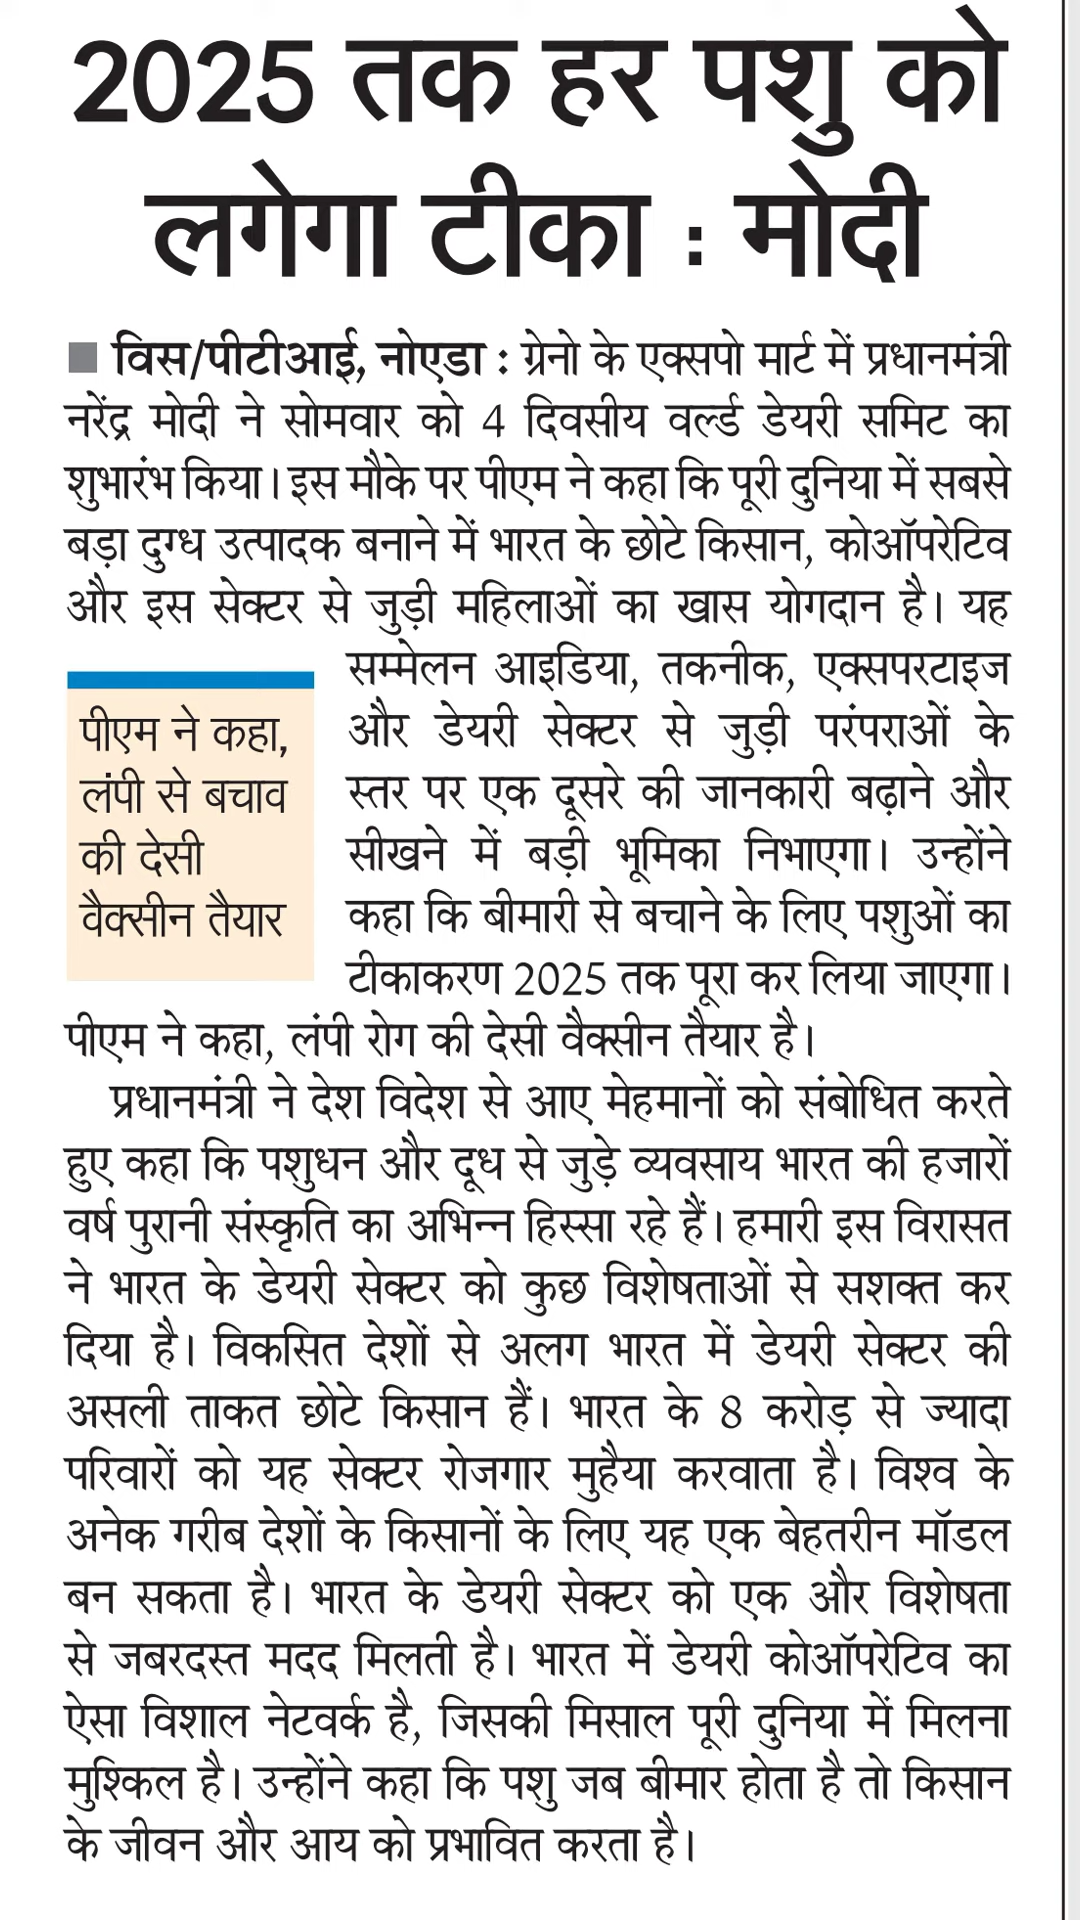 2025 तक हर पशु को
लगेगा टीका : मोदी
■ विस/पीटीआई, नोएडा : ग्रेनो के एक्सपो मार्ट में प्रधानमंत्री
नरेंद्र मोदी ने सोमवार को 4 दिवसीय वर्ल्ड डेयरी समिट का
शुभारंभ किया। इस मौके पर पीएम ने कहा कि पूरी दुनिया में सबसे
बड़ा दुग्ध उत्पादक बनाने में भारत के छोटे किसान, कोऑपरेटिव
और इस सेक्टर से जुड़ी महिलाओं का खास योगदान है। यह
सम्मेलन आइडिया, तकनीक, एक्सपरटाइज
और डेयरी सेक्टर से जुड़ी परंपराओं के
स्तर पर एक दूसरे की जानकारी बढ़ाने और
सीखने में बड़ी भूमिका निभाएगा। उन्होंने
कहा कि बीमारी से बचाने के लिए पशुओं का
टीकाकरण 2025 तक पूरा कर लिया जाएगा।
पीएम ने कहा, लंपी रोग की देसी वैक्सीन तैयार है।
पीएम ने कहा,
लंपी से बचाव
की देसी
वैक्सीन तैयार
प्रधानमंत्री ने देश विदेश से आए मेहमानों को संबोधित करते
हुए कहा कि पशुधन और दूध से जुड़े व्यवसाय भारत की हजारों
वर्ष पुरानी संस्कृति का अभिन्न हिस्सा रहे हैं। हमारी इस विरासत
ने भारत के डेयरी सेक्टर को कुछ विशेषताओं से सशक्त कर
दिया है। विकसित देशों से अलग भारत में डेयरी सेक्टर की
असली ताकत छोटे किसान हैं। भारत के 8 करोड़ से ज्यादा
परिवारों को यह सेक्टर रोजगार मुहैया करवाता है। विश्व के
अनेक गरीब देशों के किसानों के लिए यह एक बेहतरीन मॉडल
बन सकता है। भारत के डेयरी सेक्टर को एक और विशेषता
से जबरदस्त मदद मिलती है। भारत में डेयरी कोऑपरेटिव का
ऐसा विशाल नेटवर्क है, जिसकी मिसाल पूरी दुनिया में मिलना
मुश्किल है। उन्होंने कहा कि पशु जब बीमार होता है तो किसान
के जीवन और आय को प्रभावित करता है।